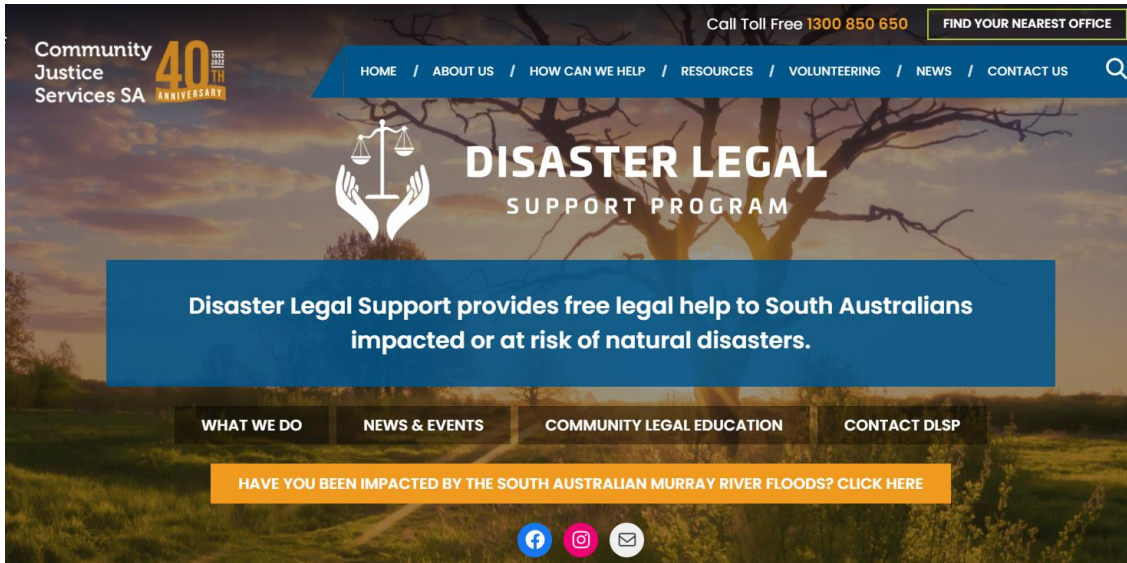 Call Toll Free 1300 850 650
FIND YOUR NEAREST OFFICE
Community
Justice
Services SA
40TH
1982
2022
ANNIVERSARY
HOME / ABOUT US / HOW CAN WE HELP / RESOURCES / VOLUNTEERING / NEWS / CONTACT US
DISASTER LEGAL
SUPPORT PROGRAM
Disaster Legal Support provides free legal help to South Australians
impacted or at risk of natural disasters.
WHAT WE DO
NEWS & EVENTS
COMMUNITY LEGAL EDUCATION
CONTACT DLSP
HAVE YOU BEEN IMPACTED BY THE SOUTH AUSTRALIAN MURRAY RIVER FLOODS? CLICK HERE